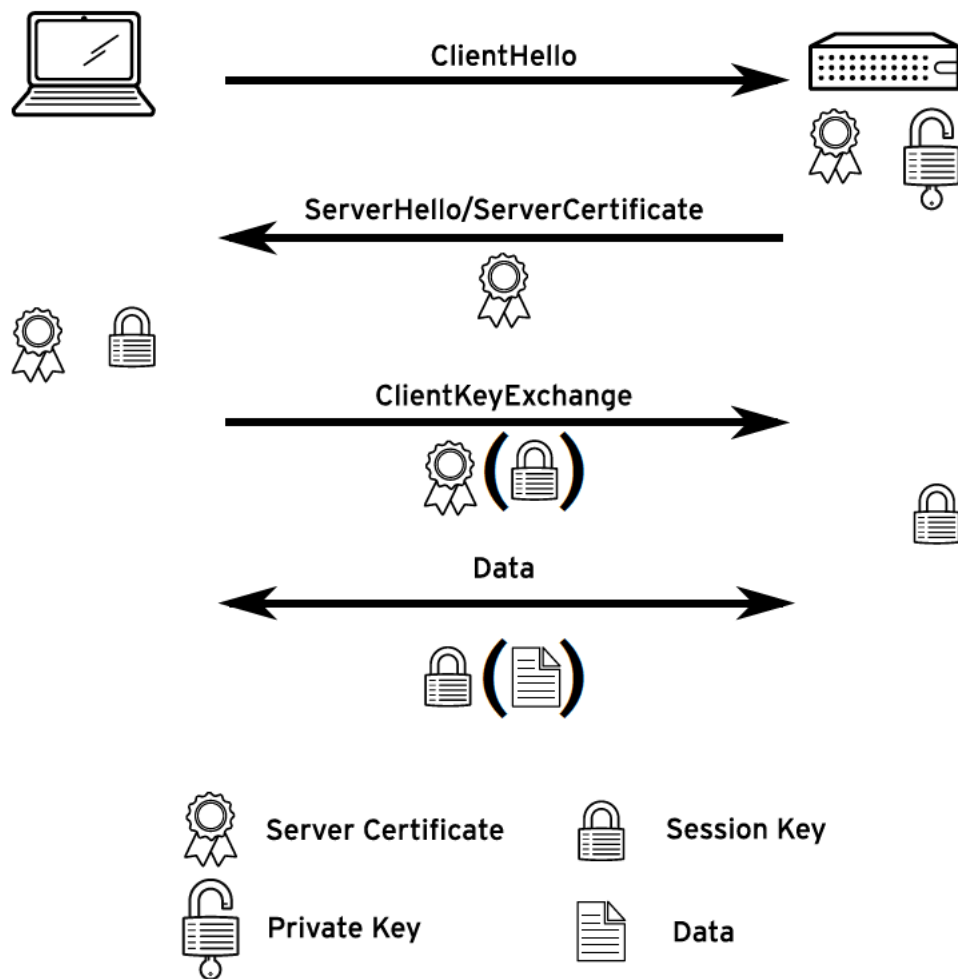 ClientHello
ServerHello/ServerCertificate
ClientKeyExchange
Data
Server Certificate
Session Key
Private Key
Data